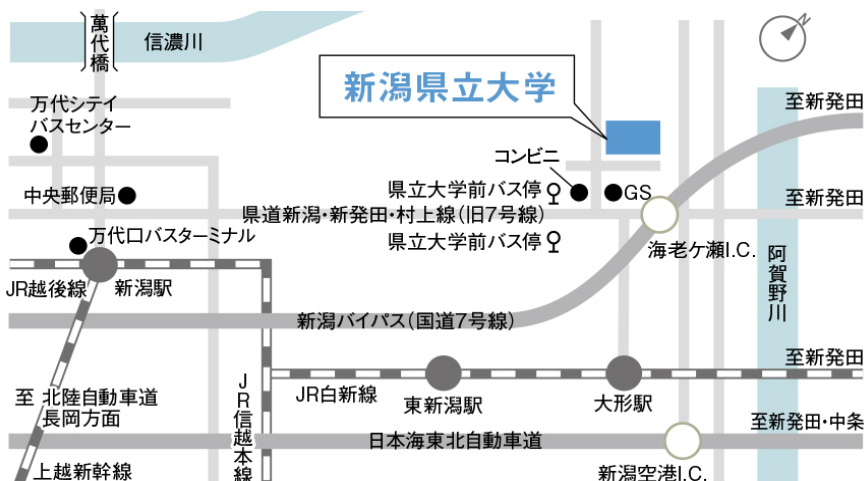 萬代橋
信濃川
N
新潟県立大学
至新発田
万代シテイ
バスセンター
コンビニ
中央郵便局
県立大学前バス停
GS
至新発田
県道新潟・新発田・村上線(旧7号線)
万代口バスターミナル
県立大学前バス停
海老ケ瀬I.C.
阿賀野川
JR越後線
新潟駅
新潟バイパス(国道7号線)
至新発田
JR白新線
東新潟駅
大形駅
至 北陸自動車道
長岡方面
JR信越本線
至新発田・中条
日本海東北自動車道
上越新幹線
新潟空港I.C.